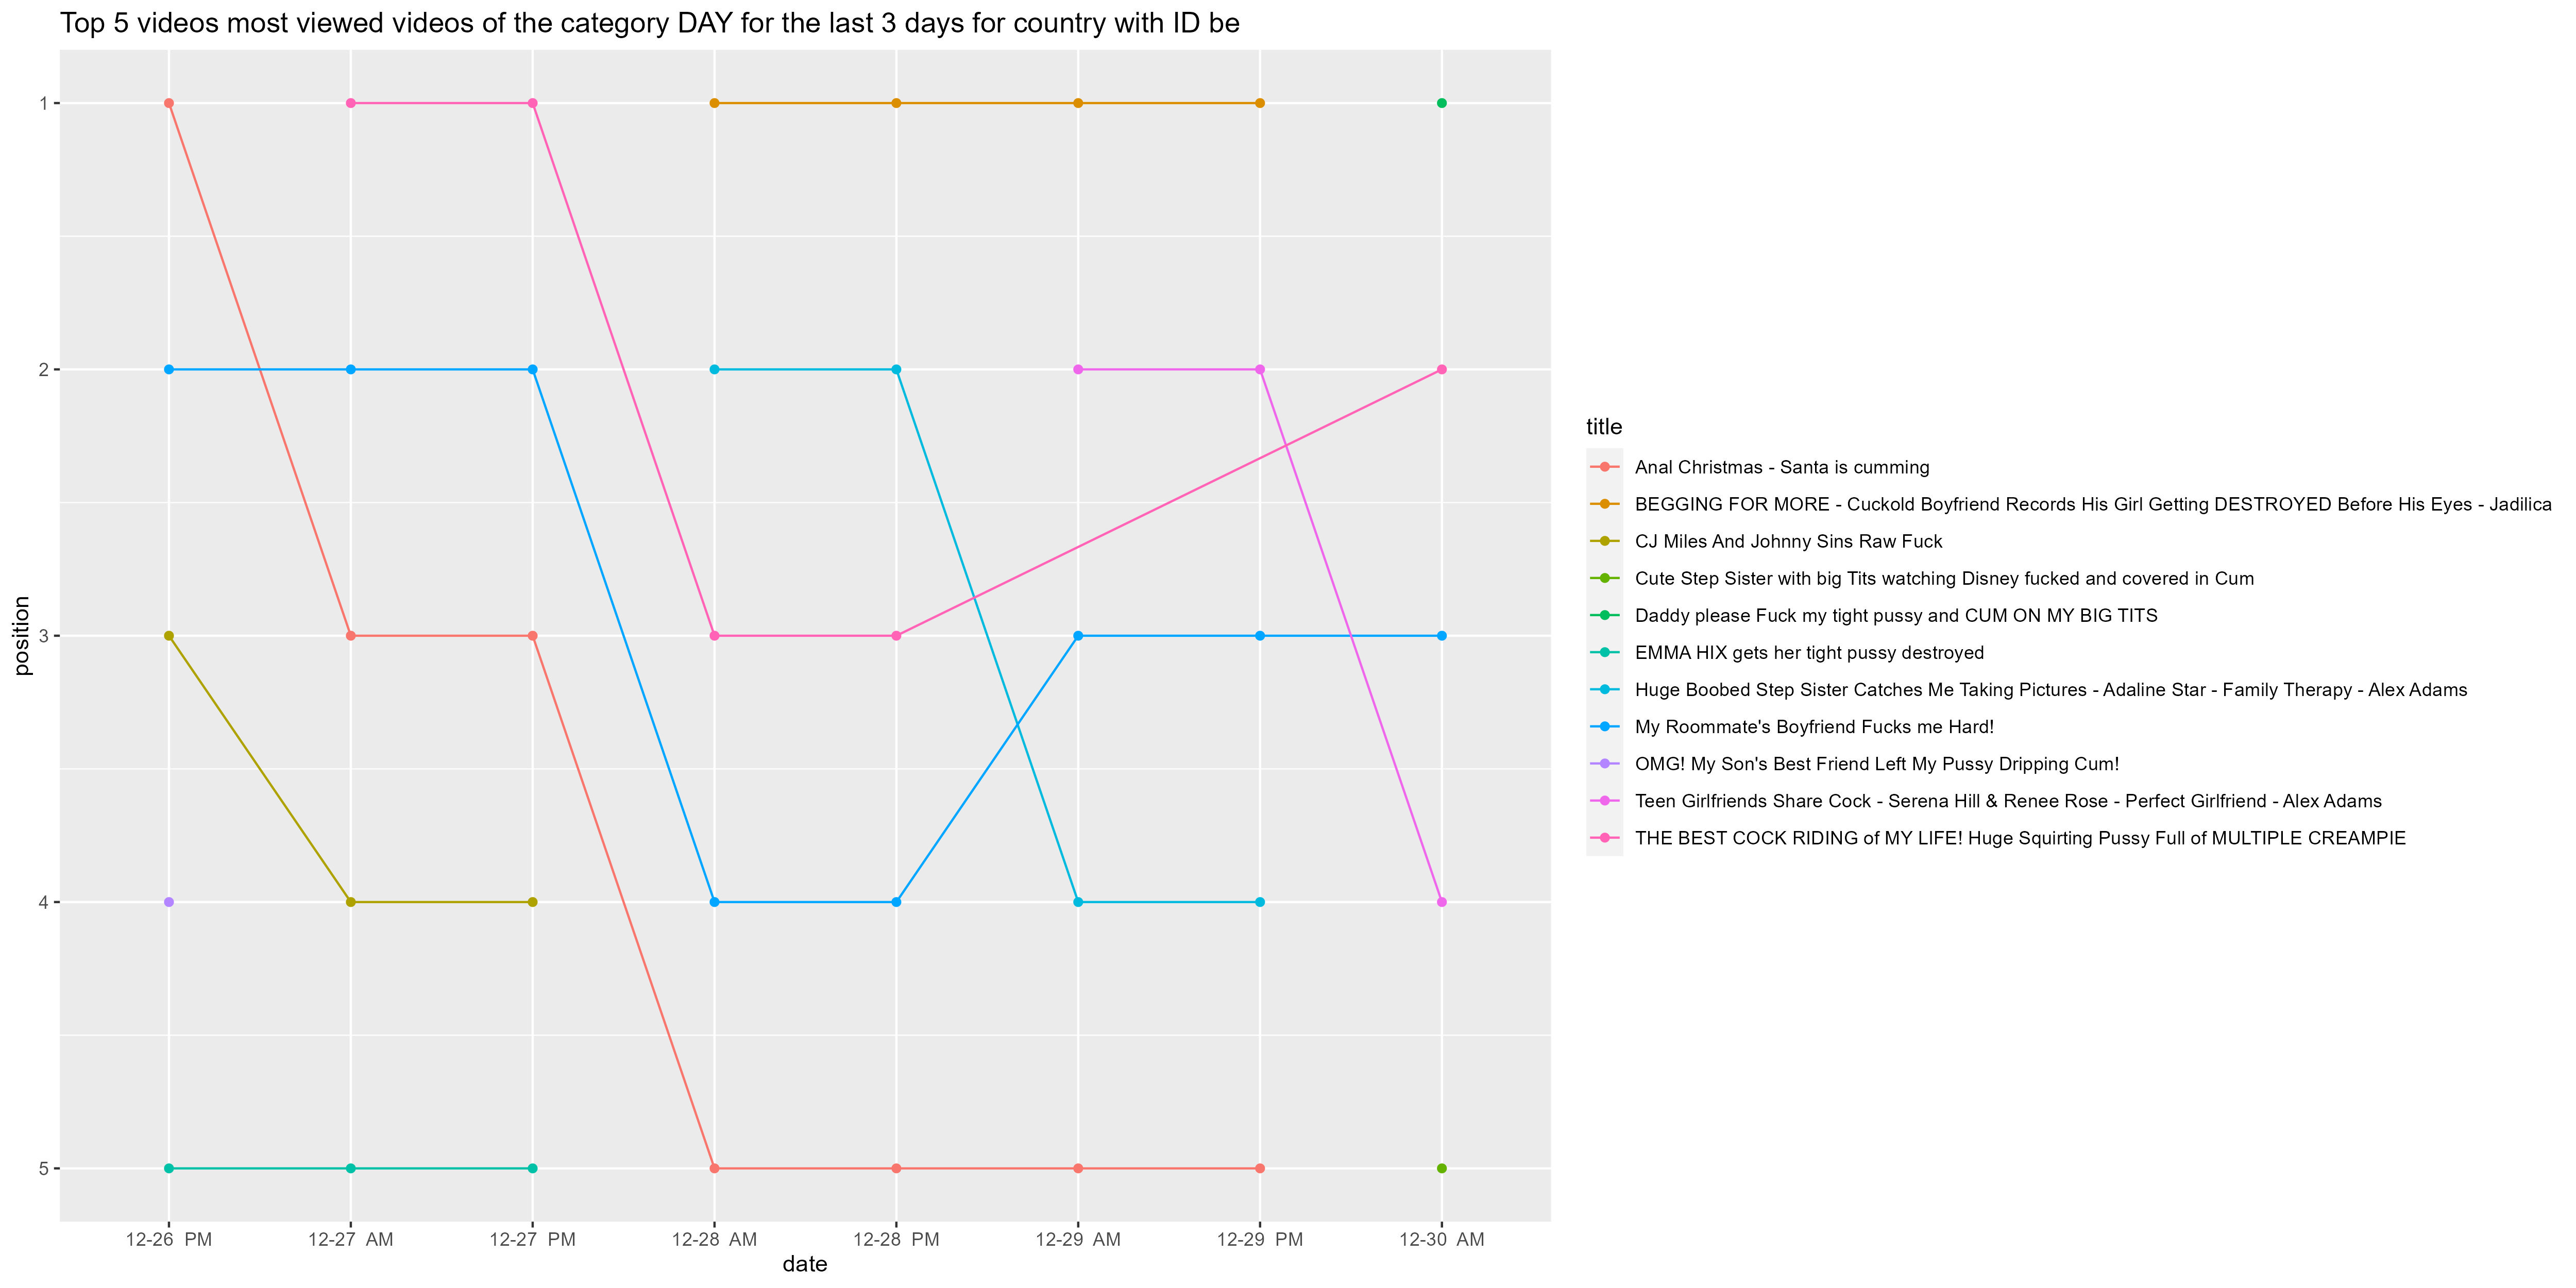 Top 5 videos most viewed videos of the category DAY for the last 3 days for country with ID be
1
2
3
4
5
position
12-26 PM
12-27 AM
12-27 PM
12-28 AM
12-28 PM
12-29 AM
12-29 PM
12-30 AM
date
title
Anal Christmas - Santa is cumming
BEGGING FOR MORE - Cuckold Boyfriend Records His Girl Getting DESTROYED Before His Eyes - Jadilica
CJ Miles And Johnny Sins Raw Fuck
Cute Step Sister with big Tits watching Disney fucked and covered in Cum
Daddy please Fuck my tight pussy and CUM ON MY BIG TITS
EMMA HIX gets her tight pussy destroyed
Huge Boobed Step Sister Catches Me Taking Pictures - Adaline Star - Family Therapy - Alex Adams
My Roommate's Boyfriend Fucks me Hard!
OMG! My Son's Best Friend Left My Pussy Dripping Cum!
Teen Girlfriends Share Cock - Serena Hill & Renee Rose - Perfect Girlfriend - Alex Adams
THE BEST COCK RIDING of MY LIFE! Huge Squirting Pussy Full of MULTIPLE CREAMPIE